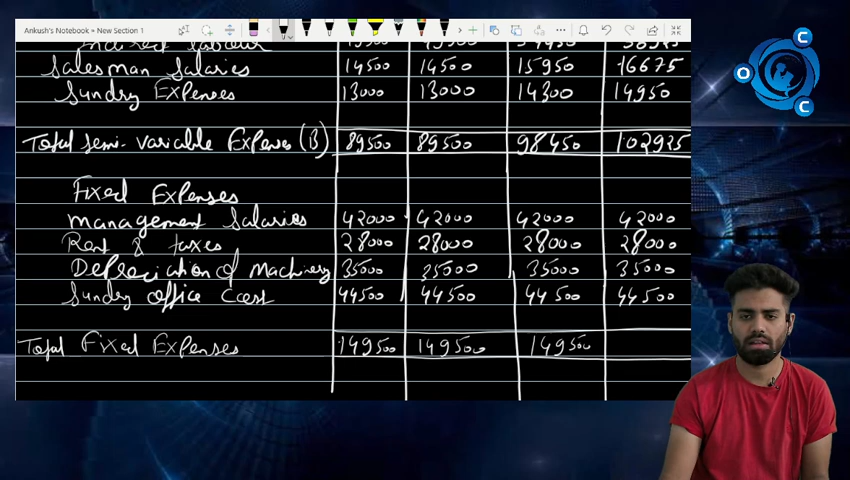 Ankush's Notebook > New Section 1
C
O
C
Indirect labour
Salesman Salaries 14500 14500 15950 16675
Sundry Expenses 13000 13000 14300 14950
Total semi-variable Expenses (B) 89500 89500 98450 102925
Fixed Expenses
management Salaries 42000 42000 42000 42000
Rent & taxes 28000 28000 28000 28000
Depreciation of Machinery 35000 35000 35000 35000
Sundry office Cost 44500 44500 44500 44500
Total Fixed Expenses 149500 149500 149500